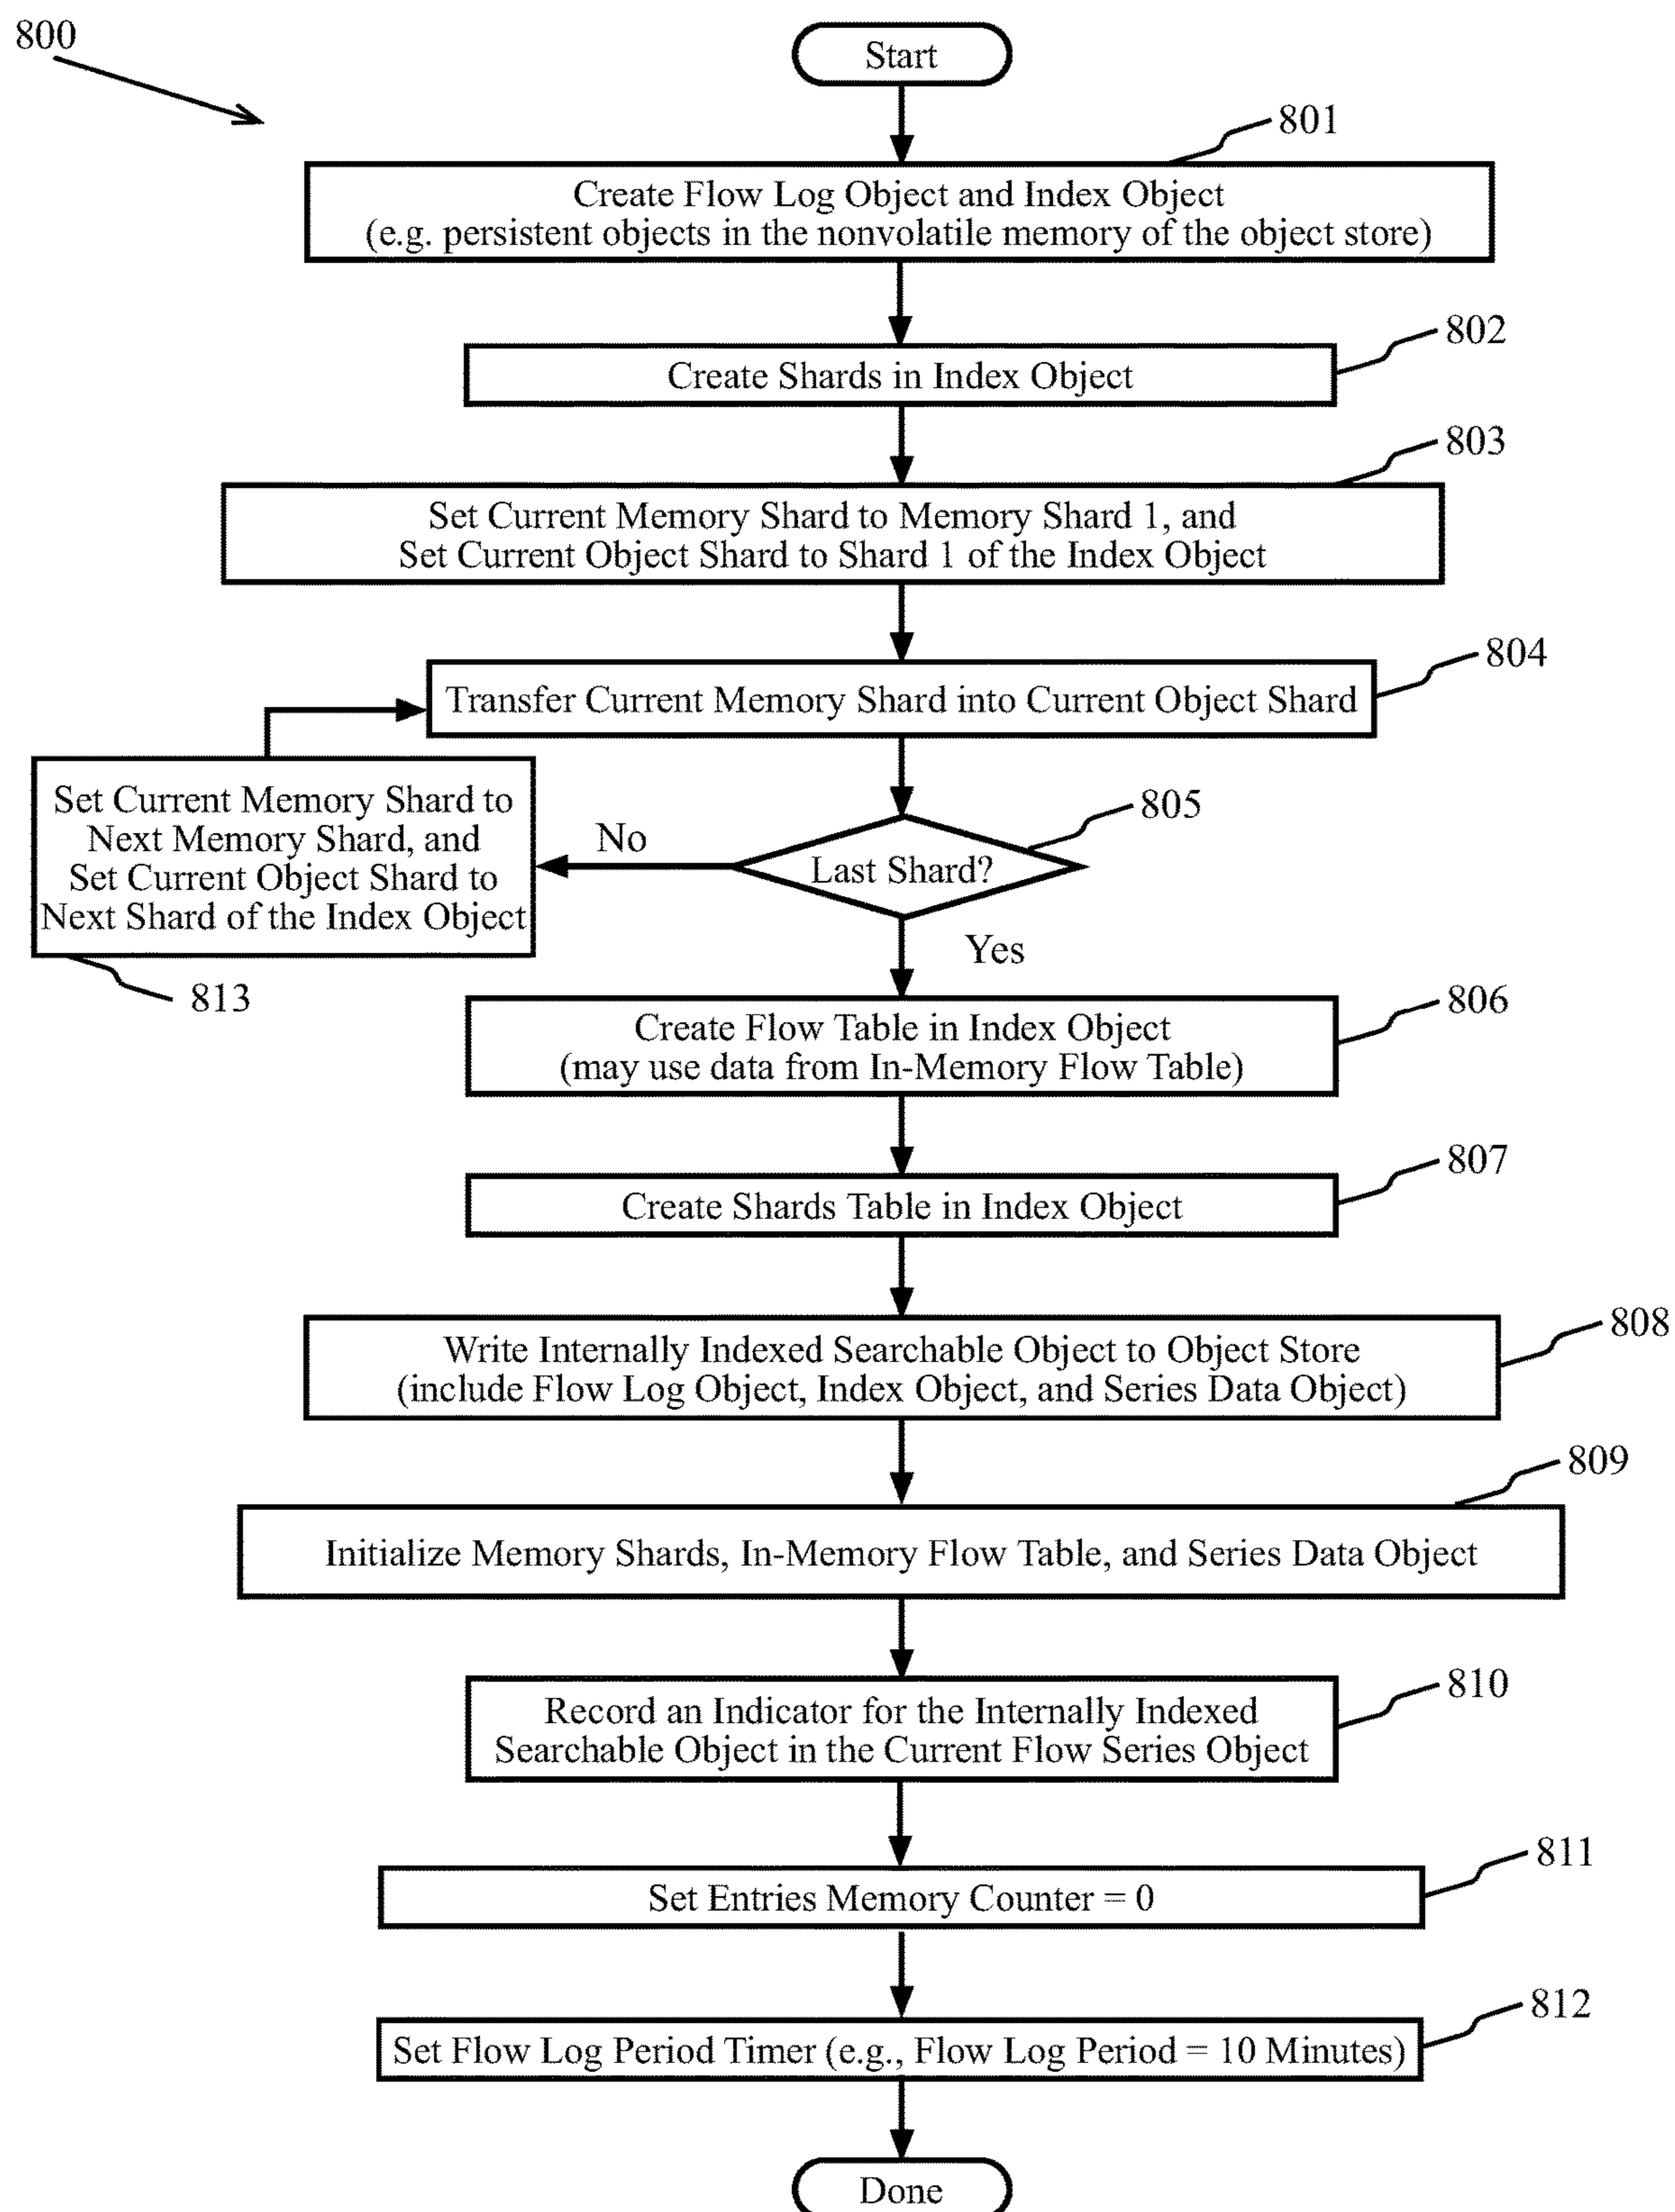 800
Start
801
Create Flow Log Object and Index Object
(e.g. persistent objects in the nonvolatile memory of the object store)
802
Create Shards in Index Object
803
Set Current Memory Shard to Memory Shard 1, and
Set Current Object Shard to Shard 1 of the Index Object
804
Transfer Current Memory Shard into Current Object Shard
805
Last Shard?
No
Set Current Memory Shard to
Next Memory Shard, and
Set Current Object Shard to
Next Shard of the Index Object
813
Yes
806
Create Flow Table in Index Object
(may use data from In-Memory Flow Table)
807
Create Shards Table in Index Object
808
Write Internally Indexed Searchable Object to Object Store
(include Flow Log Object, Index Object, and Series Data Object)
809
Initialize Memory Shards, In-Memory Flow Table, and Series Data Object
810
Record an Indicator for the Internally Indexed
Searchable Object in the Current Flow Series Object
811
Set Entries Memory Counter = 0
812
Set Flow Log Period Timer (e.g., Flow Log Period = 10 Minutes)
Done